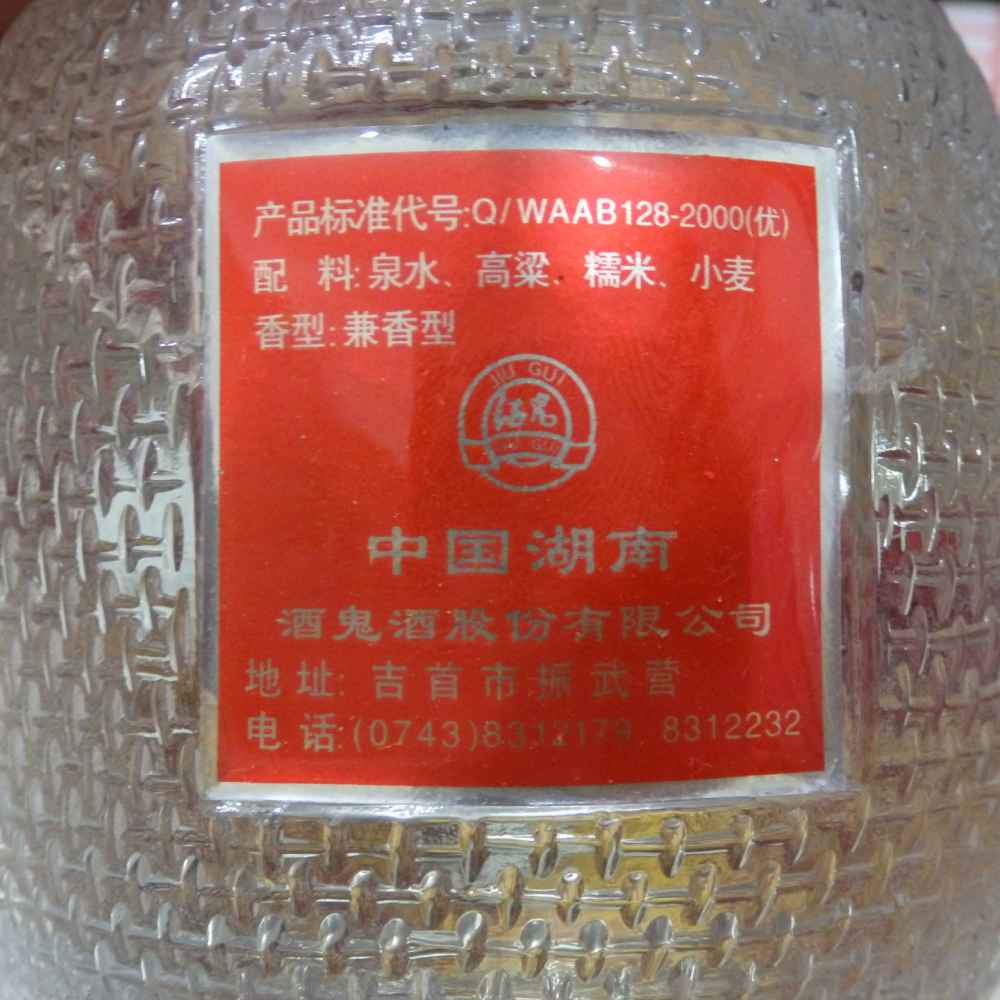 产品标准代号:Q/WAAB128-2000(优)
配 料:泉水、高粱、糯米、小麦
香型:兼香型
JIU GUI
酒鬼
JIU GUI
中国湖南
酒鬼酒股份有限公司
地 址: 吉首市振武营
电 话:(0743)8312179 8312232